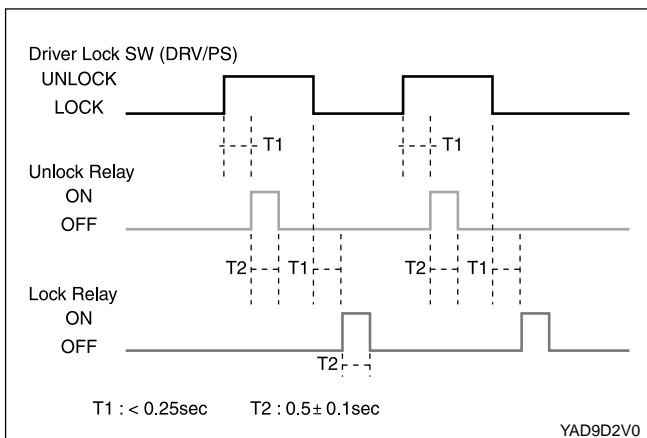 Driver Lock SW (DRV/PS)
UNLOCK
LOCK
T1 T1
Unlock Relay
ON
OFF
T2 T1 T2 T1
Lock Relay
ON
OFF
T2
T1 : < 0.25sec T2 : 0.5± 0.1sec
YAD9D2V0